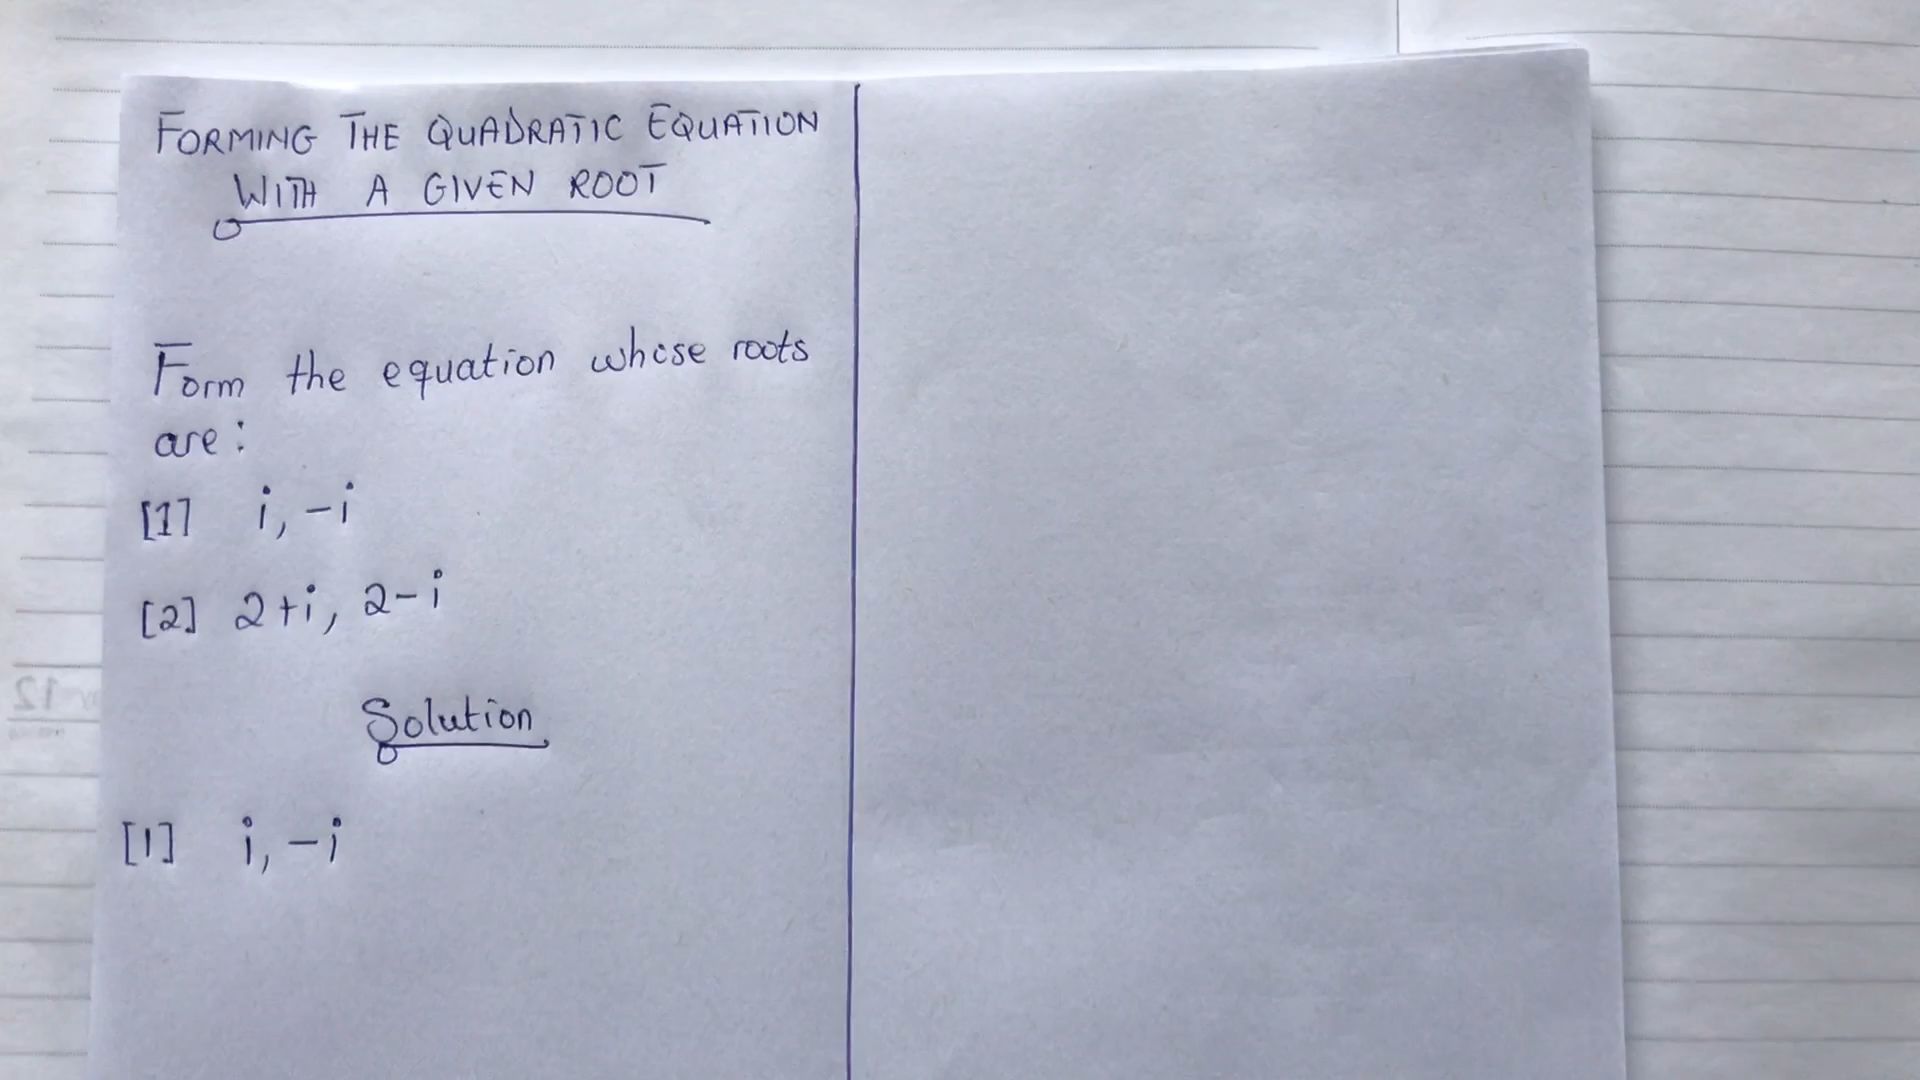 FORMING THE QUADRATIC EQUATION
WITH A GIVEN ROOT
Form the equation whose roots
are:
[1] i, -i
[2] 2+i, 2-i
Solution
[1] i, -i